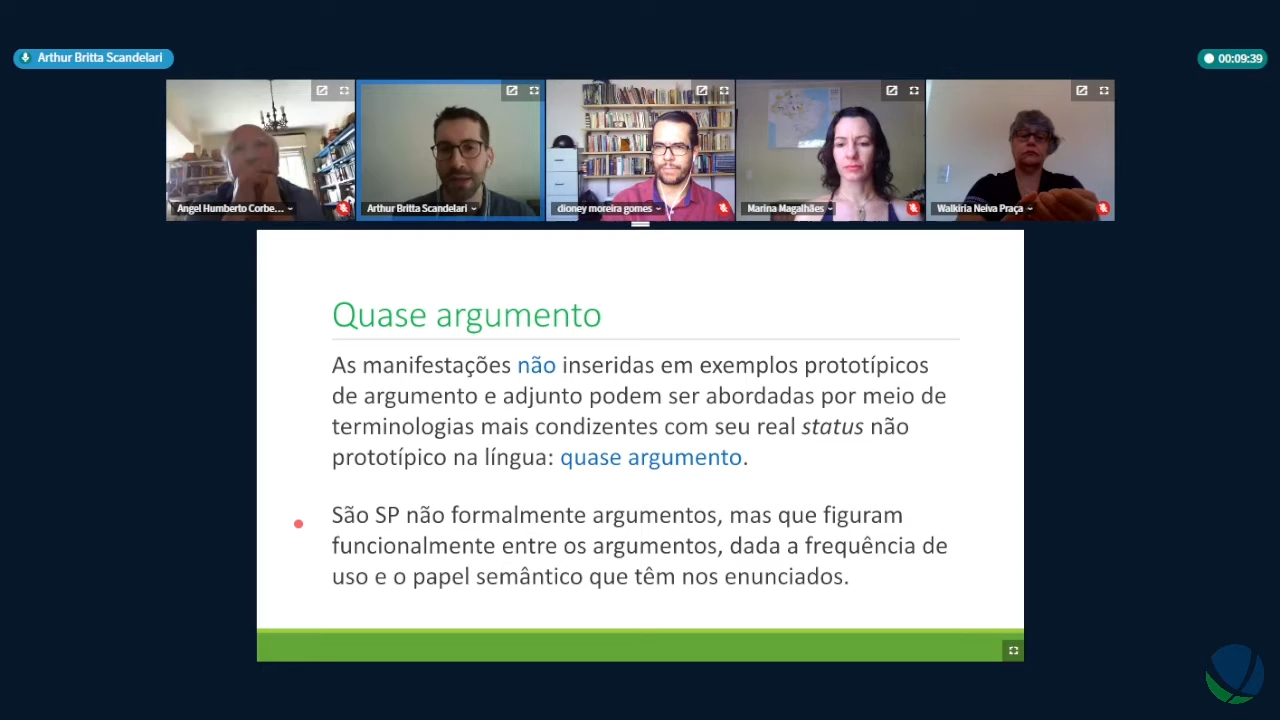 Arthur Britta Scandelari
00:09:39
Angel Humberto Corbe...
Arthur Britta Scandelari
dioney moreira gomes
Marina Magalhães
Walkíria Neiva Praça
Quase argumento
As manifestações não inseridas em exemplos prototípicos
de argumento e adjunto podem ser abordadas por meio de
terminologias mais condizentes com seu real status não
prototípico na língua: quase argumento.
São SP não formalmente argumentos, mas que figuram
funcionalmente entre os argumentos, dada a frequência de
uso e o papel semântico que têm nos enunciados.